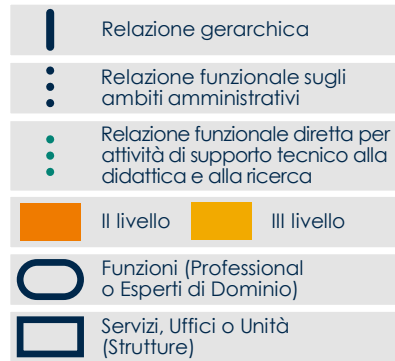 Relazione gerarchica
Relazione funzionale sugli
ambiti amministrativi
Relazione funzionale diretta per
attività di supporto tecnico alla
didattica e alla ricerca
II livello III livello
Funzioni (Professional
o Esperti di Dominio)
Servizi, Uffici o Unità
(Strutture)